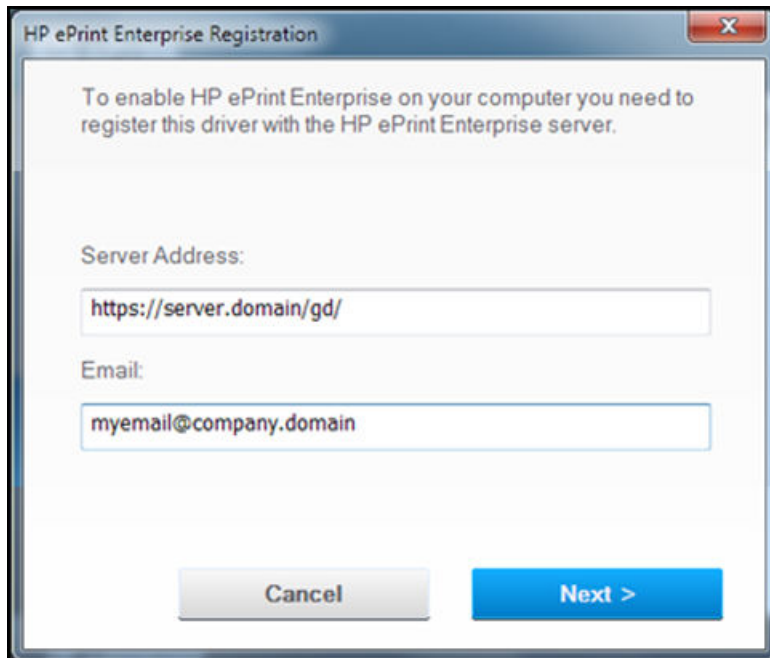 HP ePrint Enterprise Registration
To enable HP ePrint Enterprise on your computer you need to
register this driver with the HP ePrint Enterprise server.
Server Address:
https://server.domain/gd/
Email:
myemail@company.domain
Cancel
Next >